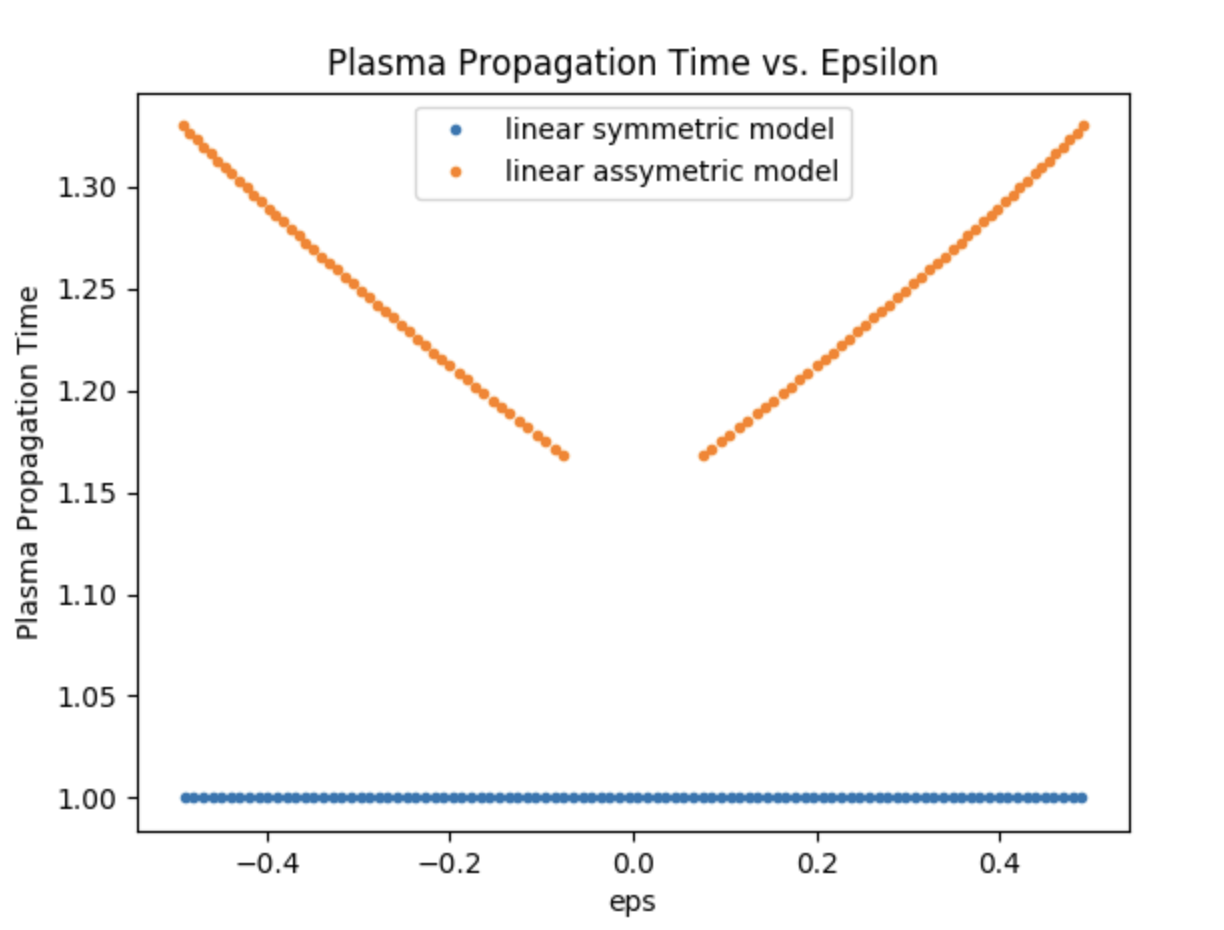 Plasma Propagation Time vs. Epsilon
linear symmetric model
linear assymetric model
Plasma Propagation Time
1.30
1.25
1.20
1.15
1.10
1.05
1.00
−0.4
−0.2
0.0
0.2
0.4
eps